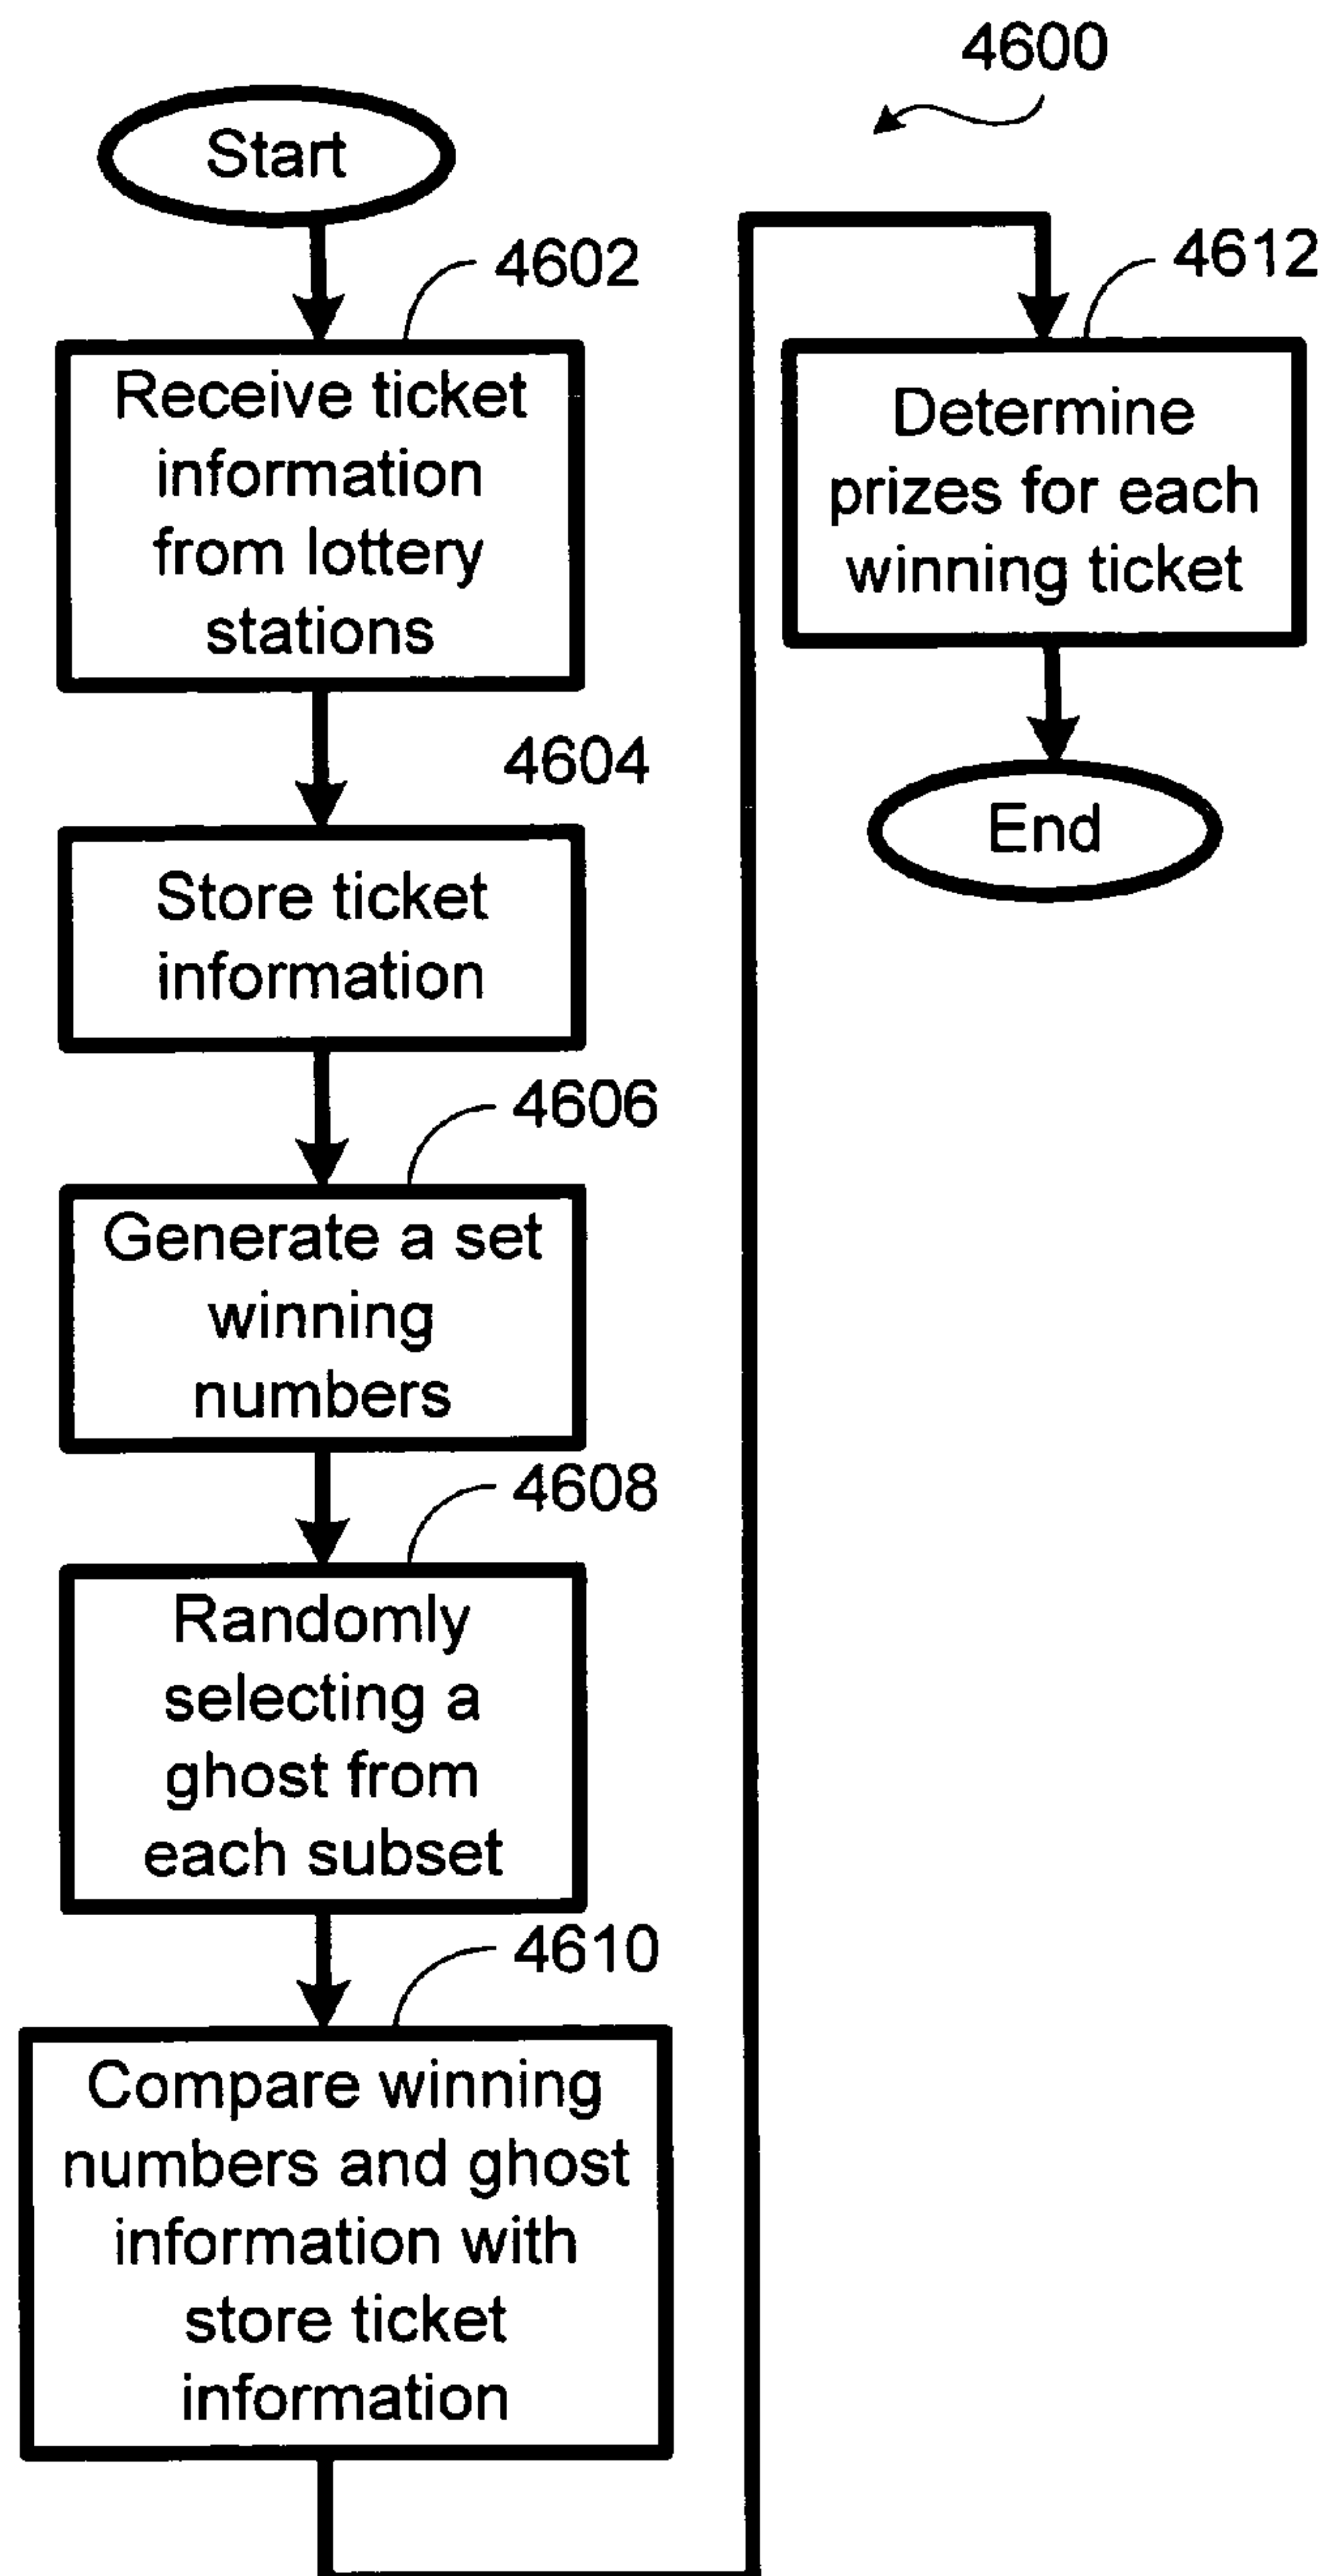 4600
Start
4602
Receive ticket
information
from lottery
stations
4604
Store ticket
information
4606
Generate a set
winning
numbers
4608
Randomly
selecting a
ghost from
each subset
4610
Compare winning
numbers and ghost
information with
store ticket
information
4612
Determine
prizes for each
winning ticket
End